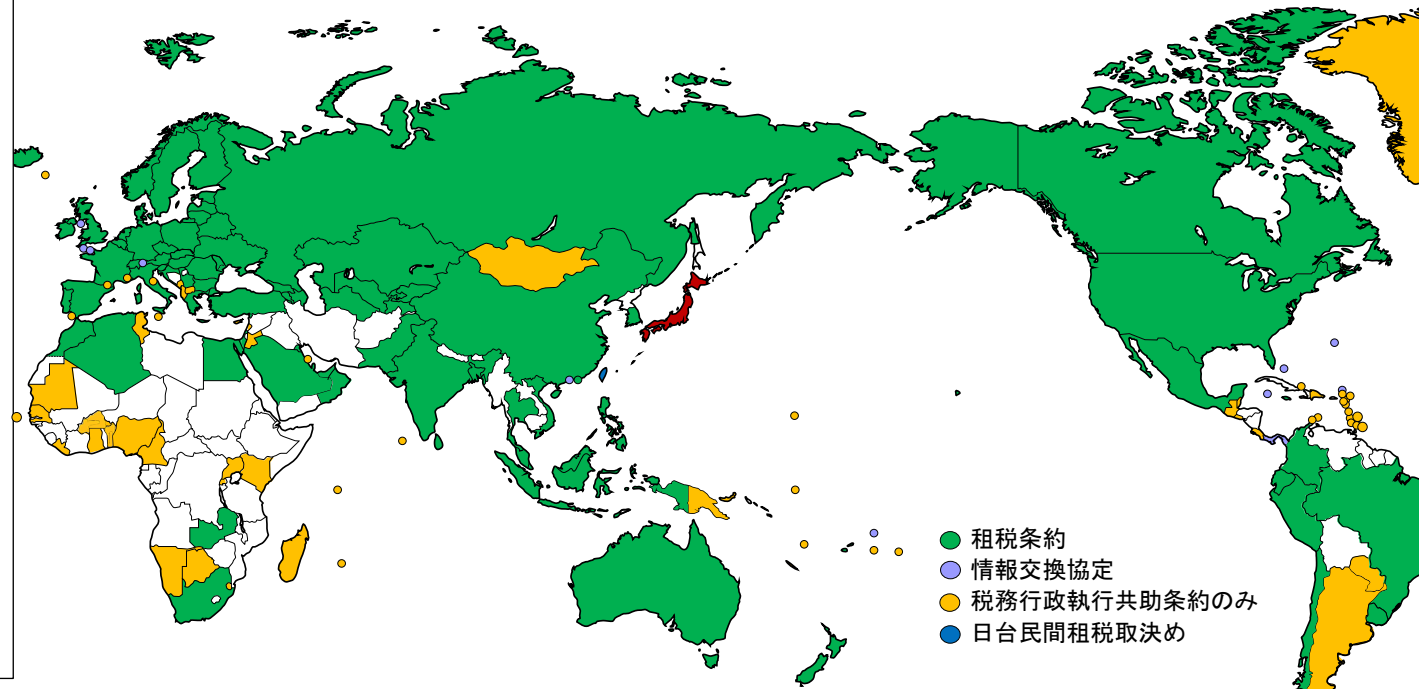 租税条約
情報交換協定
税務行政執行共助条約のみ
日台民間租税取決め